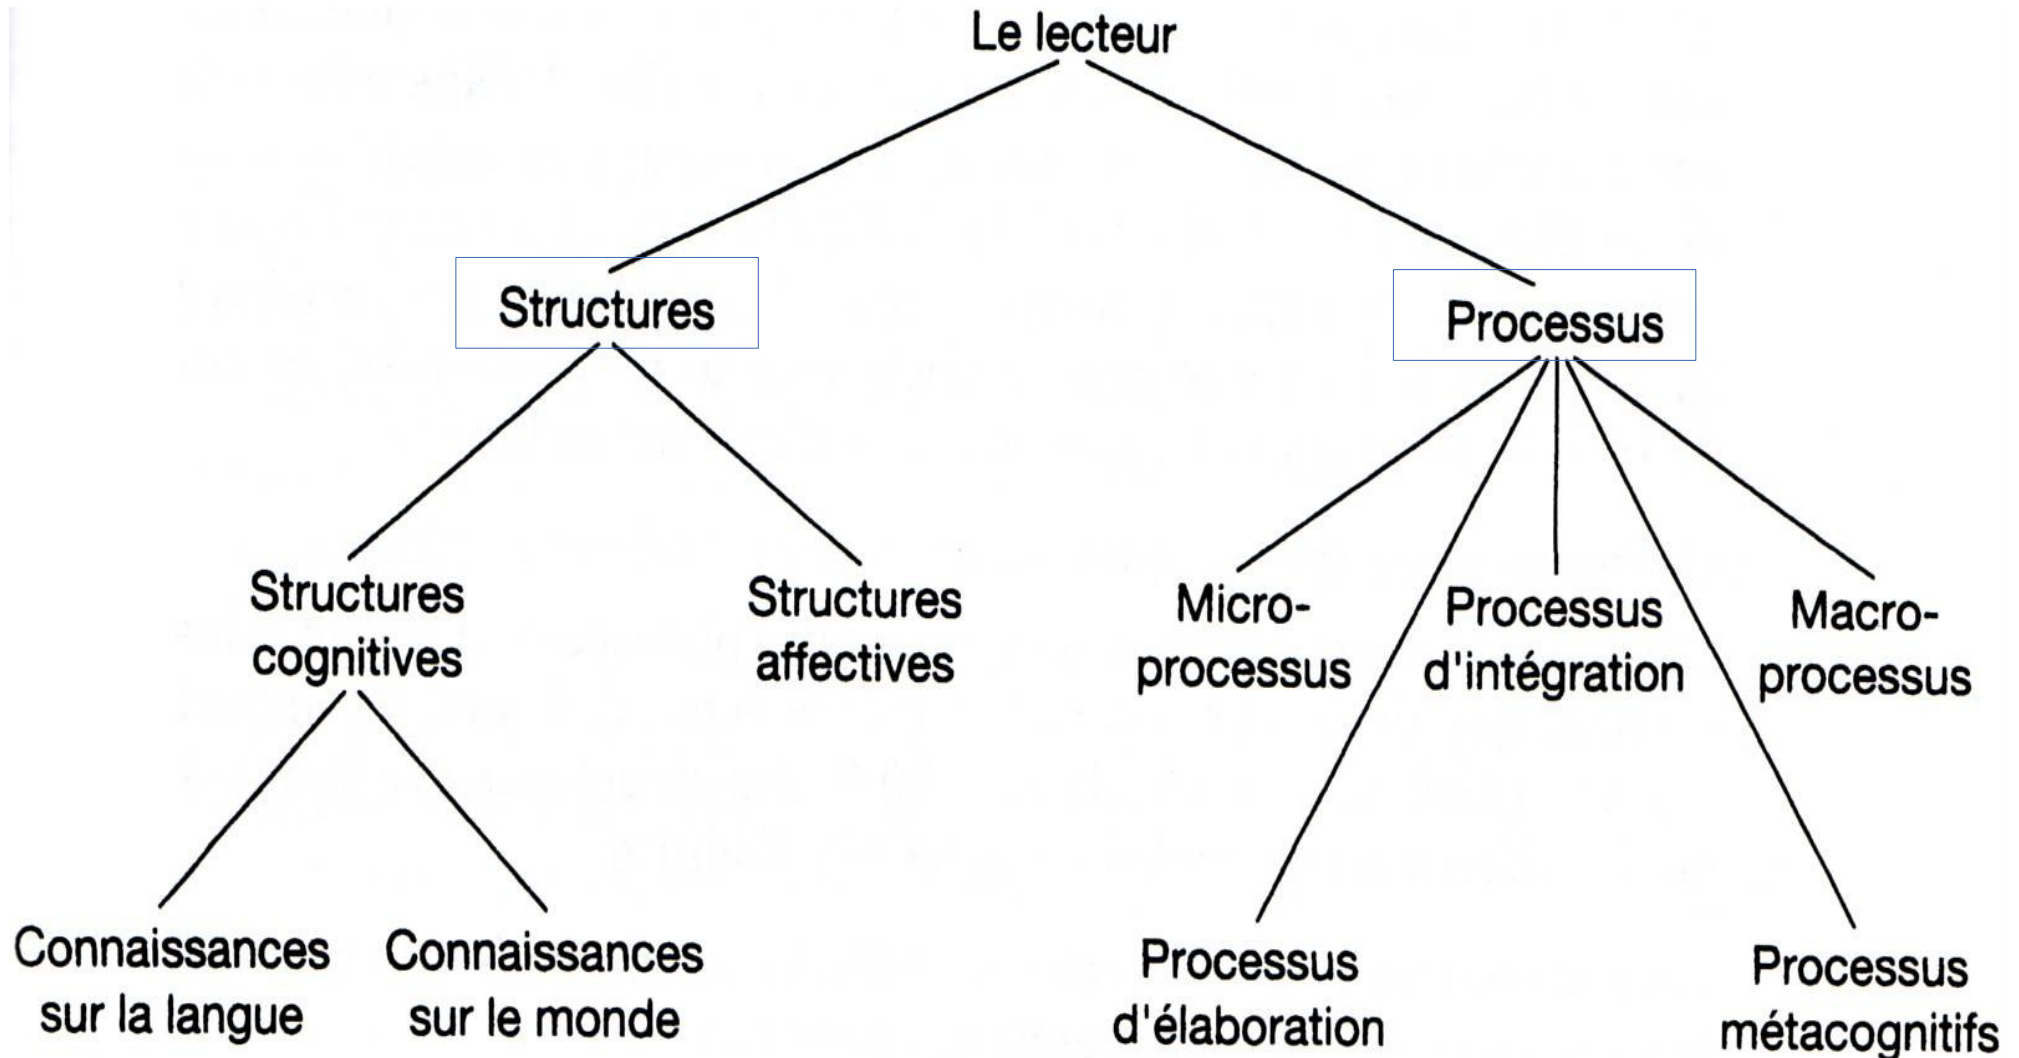 Le lecteur
Structures
Processus
Structures
cognitives
Structures
affectives
Micro-
processus
Processus
d'intégration
Macro-
processus
Connaissances
sur la langue
Connaissances
sur le monde
Processus
d'élaboration
Processus
métacognitifs